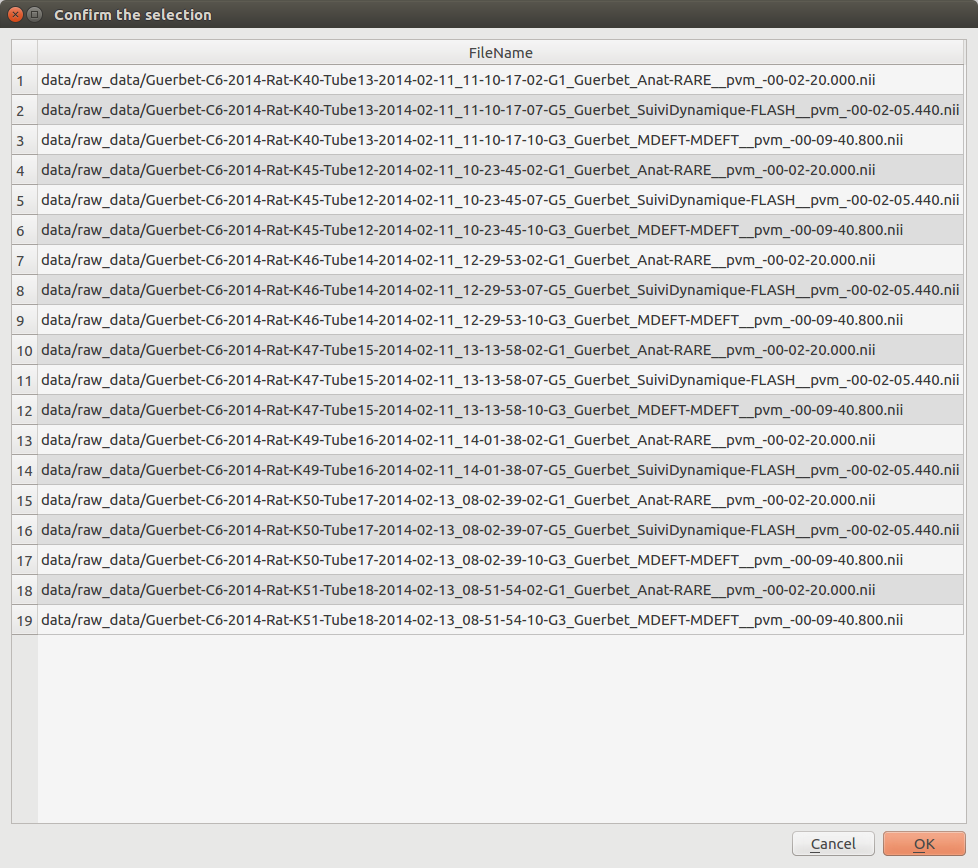 Confirm the selection
FileName
1 data/raw_data/Guerbet-C6-2014-Rat-K40-Tube13-2014-02-11_11-10-17-02-G1_Guerbet_Anat-RARE__pvm_-00-02-20.000.nii
2 data/raw_data/Guerbet-C6-2014-Rat-K40-Tube13-2014-02-11_11-10-17-07-G5_Guerbet_SuiviDynamique-FLASH__pvm_-00-02-05.440.nii
3 data/raw_data/Guerbet-C6-2014-Rat-K40-Tube13-2014-02-11_11-10-17-10-G3_Guerbet_MDEFT-MDEFT__pvm_-00-09-40.800.nii
4 data/raw_data/Guerbet-C6-2014-Rat-K45-Tube12-2014-02-11_10-23-45-02-G1_Guerbet_Anat-RARE__pvm_-00-02-20.000.nii
5 data/raw_data/Guerbet-C6-2014-Rat-K45-Tube12-2014-02-11_10-23-45-07-G5_Guerbet_SuiviDynamique-FLASH__pvm_-00-02-05.440.nii
6 data/raw_data/Guerbet-C6-2014-Rat-K45-Tube12-2014-02-11_10-23-45-10-G3_Guerbet_MDEFT-MDEFT__pvm_-00-09-40.800.nii
7 data/raw_data/Guerbet-C6-2014-Rat-K46-Tube14-2014-02-11_12-29-53-02-G1_Guerbet_Anat-RARE__pvm_-00-02-20.000.nii
8 data/raw_data/Guerbet-C6-2014-Rat-K46-Tube14-2014-02-11_12-29-53-07-G5_Guerbet_SuiviDynamique-FLASH__pvm_-00-02-05.440.nii
9 data/raw_data/Guerbet-C6-2014-Rat-K46-Tube14-2014-02-11_12-29-53-10-G3_Guerbet_MDEFT-MDEFT__pvm_-00-09-40.800.nii
10 data/raw_data/Guerbet-C6-2014-Rat-K47-Tube15-2014-02-11_13-13-58-02-G1_Guerbet_Anat-RARE__pvm_-00-02-20.000.nii
11 data/raw_data/Guerbet-C6-2014-Rat-K47-Tube15-2014-02-11_13-13-58-07-G5_Guerbet_SuiviDynamique-FLASH__pvm_-00-02-05.440.nii
12 data/raw_data/Guerbet-C6-2014-Rat-K47-Tube15-2014-02-11_13-13-58-10-G3_Guerbet_MDEFT-MDEFT__pvm_-00-09-40.800.nii
13 data/raw_data/Guerbet-C6-2014-Rat-K49-Tube16-2014-02-11_14-01-38-02-G1_Guerbet_Anat-RARE__pvm_-00-02-20.000.nii
14 data/raw_data/Guerbet-C6-2014-Rat-K49-Tube16-2014-02-11_14-01-38-07-G5_Guerbet_SuiviDynamique-FLASH__pvm_-00-02-05.440.nii
15 data/raw_data/Guerbet-C6-2014-Rat-K50-Tube17-2014-02-13_08-02-39-02-G1_Guerbet_Anat-RARE__pvm_-00-02-20.000.nii
16 data/raw_data/Guerbet-C6-2014-Rat-K50-Tube17-2014-02-13_08-02-39-07-G5_Guerbet_SuiviDynamique-FLASH__pvm_-00-02-05.440.nii
17 data/raw_data/Guerbet-C6-2014-Rat-K50-Tube17-2014-02-13_08-02-39-10-G3_Guerbet_MDEFT-MDEFT__pvm_-00-09-40.800.nii
18 data/raw_data/Guerbet-C6-2014-Rat-K51-Tube18-2014-02-13_08-51-54-02-G1_Guerbet_Anat-RARE__pvm_-00-02-20.000.nii
19 data/raw_data/Guerbet-C6-2014-Rat-K51-Tube18-2014-02-13_08-51-54-10-G3_Guerbet_MDEFT-MDEFT__pvm_-00-09-40.800.nii
Cancel OK